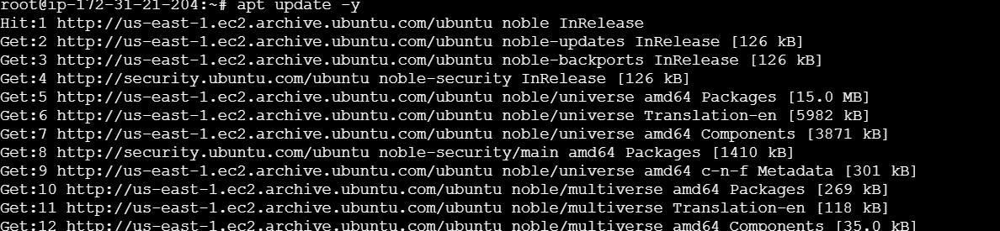 root@ip-172-31-21-204:~# apt update -y
Hit:1 http://us-east-1.ec2.archive.ubuntu.com/ubuntu noble InRelease
Get:2 http://us-east-1.ec2.archive.ubuntu.com/ubuntu noble-updates InRelease [126 kB]
Get:3 http://us-east-1.ec2.archive.ubuntu.com/ubuntu noble-backports InRelease [126 kB]
Get:4 http://security.ubuntu.com/ubuntu noble-security InRelease [126 kB]
Get:5 http://us-east-1.ec2.archive.ubuntu.com/ubuntu noble/universe amd64 Packages [15.0 MB]
Get:6 http://us-east-1.ec2.archive.ubuntu.com/ubuntu noble/universe Translation-en [5982 kB]
Get:7 http://us-east-1.ec2.archive.ubuntu.com/ubuntu noble/universe amd64 Components [3871 kB]
Get:8 http://security.ubuntu.com/ubuntu noble-security/main amd64 Packages [1410 kB]
Get:9 http://us-east-1.ec2.archive.ubuntu.com/ubuntu noble/universe amd64 c-n-f Metadata [301 kB]
Get:10 http://us-east-1.ec2.archive.ubuntu.com/ubuntu noble/multiverse amd64 Packages [269 kB]
Get:11 http://us-east-1.ec2.archive.ubuntu.com/ubuntu noble/multiverse Translation-en [118 kB]
Get:12 http://us-east-1.ec2.archive.ubuntu.com/ubuntu noble/multiverse amd64 Components [35.0 kB]